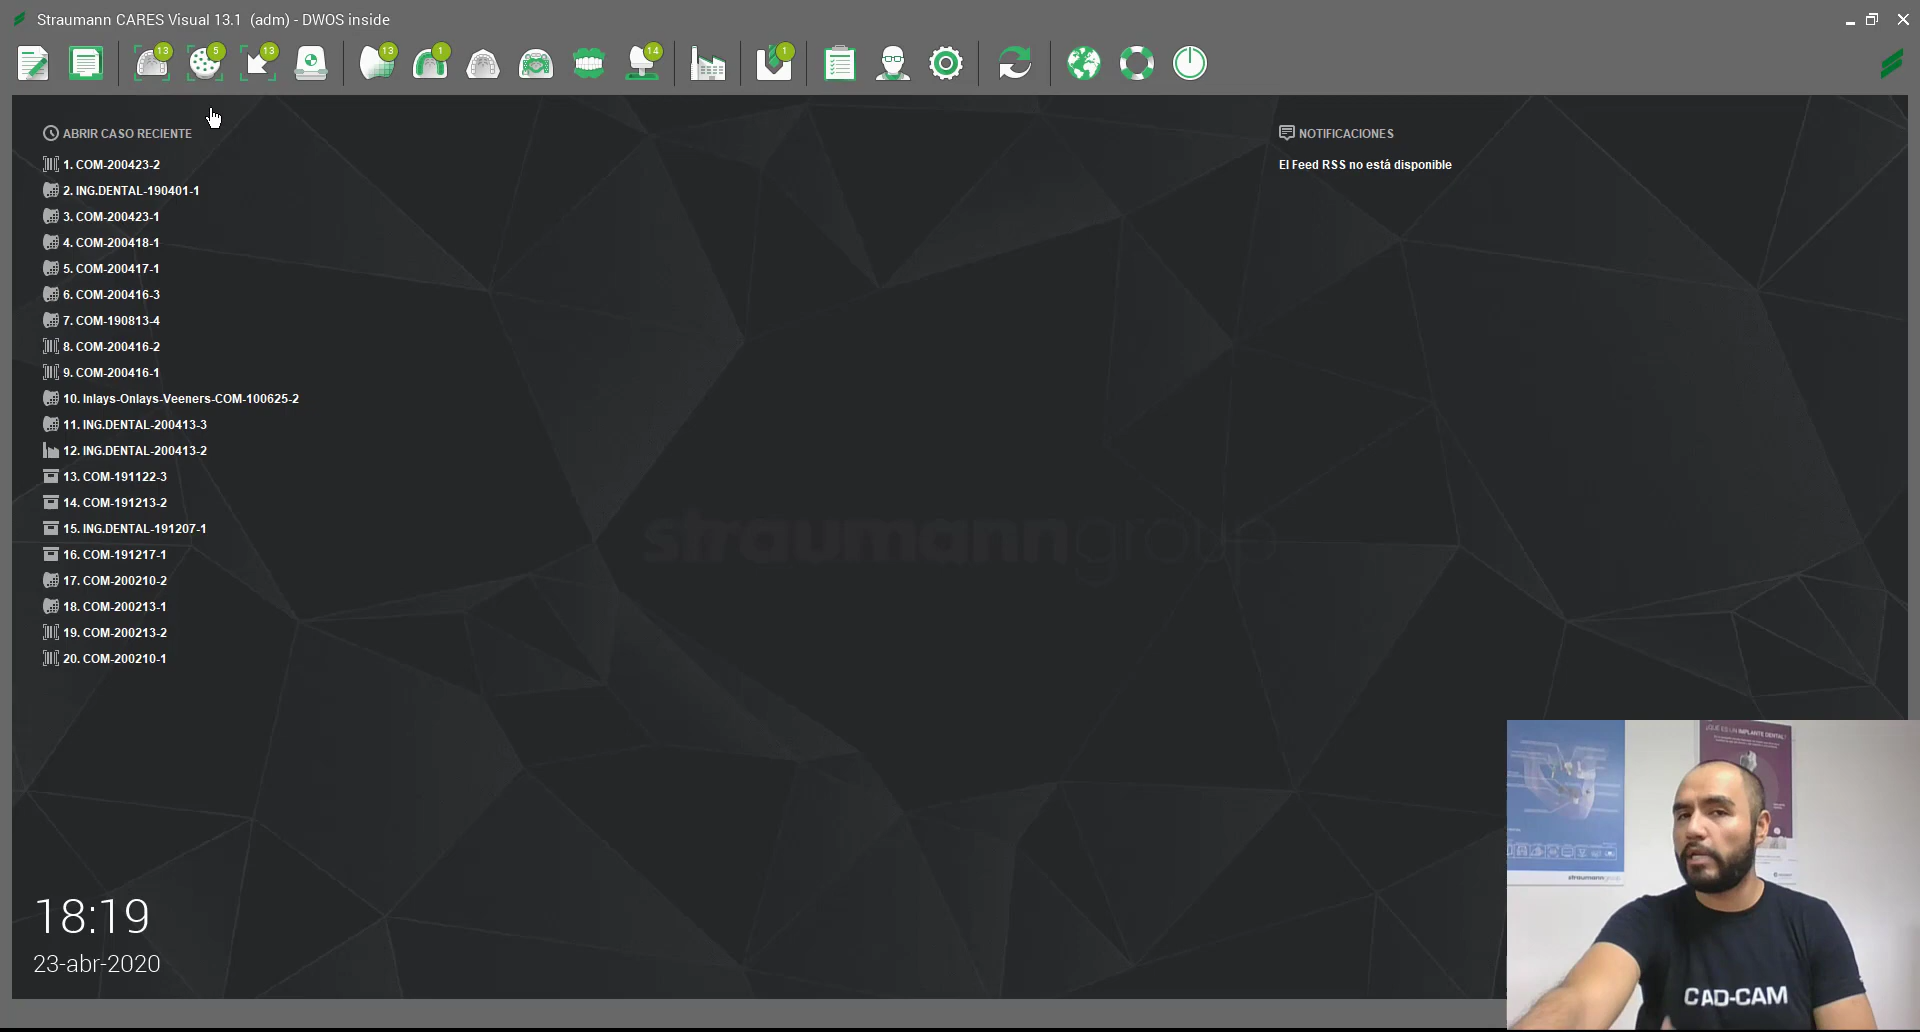 Straumann CARES Visual 13.1 (adm) - DWOS inside
13
5
13
13
1
14
1
ABRIR CASO RECIENTE
1. COM-200423-2
2. ING.DENTAL-190401-1
3. COM-200423-1
4. COM-200418-1
5. COM-200417-1
6. COM-200416-3
7. COM-190813-4
8. COM-200416-2
9. COM-200416-1
10. Inlays-Onlays-Veeners-COM-100625-2
11. ING.DENTAL-200413-3
12. ING.DENTAL-200413-2
13. COM-191122-3
14. COM-191213-2
15. ING.DENTAL-191207-1
16. COM-191217-1
17. COM-200210-2
18. COM-200213-1
19. COM-200213-2
20. COM-200210-1
NOTIFICACIONES
El Feed RSS no está disponible
straumanngroup
18:19
23-abr-2020
¿QUÉ ES UN IMPLANTE DENTAL?
straumanngroup
CAD-CAM